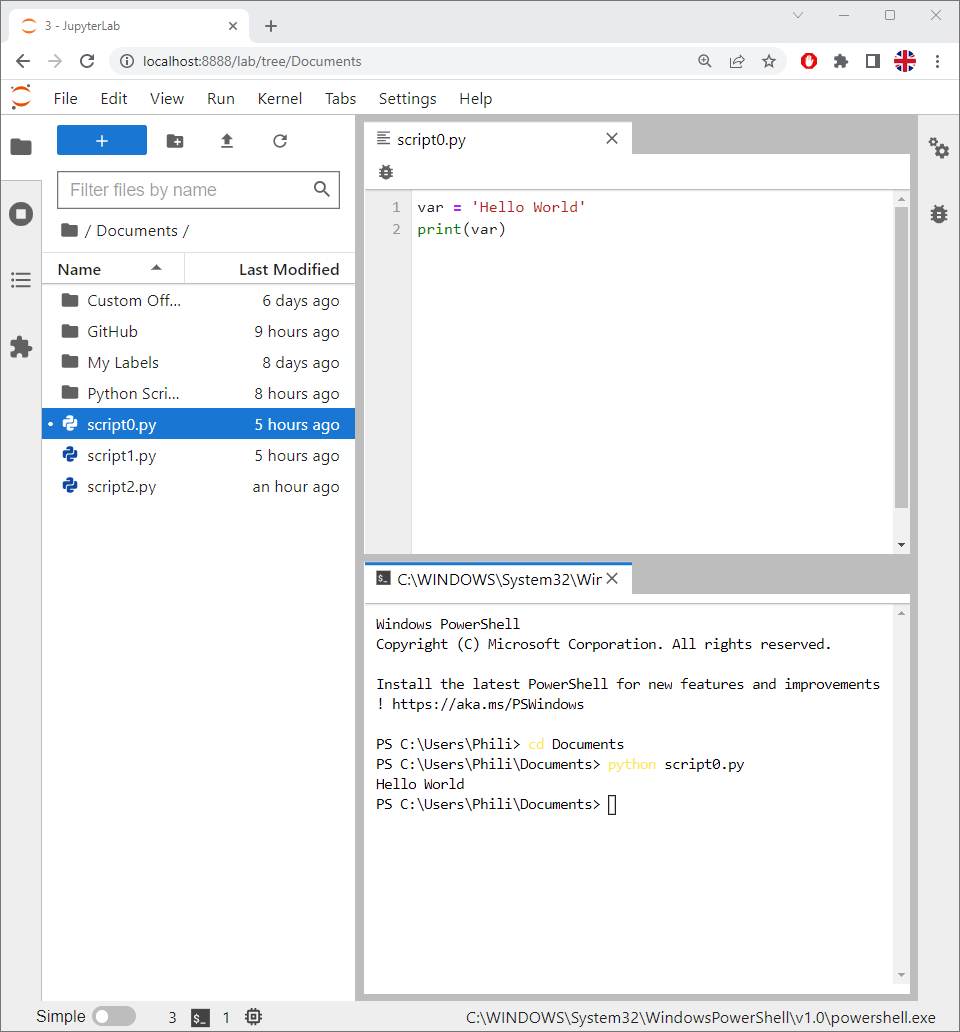 3 - JupyterLab
localhost:8888/lab/tree/Documents
File Edit View Run Kernel Tabs Settings Help
+
Filter files by name
/ Documents /
Name Last Modified
Custom Off... 6 days ago
GitHub 9 hours ago
My Labels 8 days ago
Python Scri... 8 hours ago
script0.py 5 hours ago
script1.py 5 hours ago
script2.py an hour ago
script0.py
1 var = 'Hello World'
2 print(var)
$_ C:\WINDOWS\System32\Wir
Windows PowerShell
Copyright (C) Microsoft Corporation. All rights reserved.
Install the latest PowerShell for new features and improvements
! https://aka.ms/PSWindows
PS C:\Users\Phili> cd Documents
PS C:\Users\Phili\Documents> python script0.py
Hello World
PS C:\Users\Phili\Documents>
Simple 3 $_ 1 C:\WINDOWS\System32\WindowsPowerShell\v1.0\powershell.exe